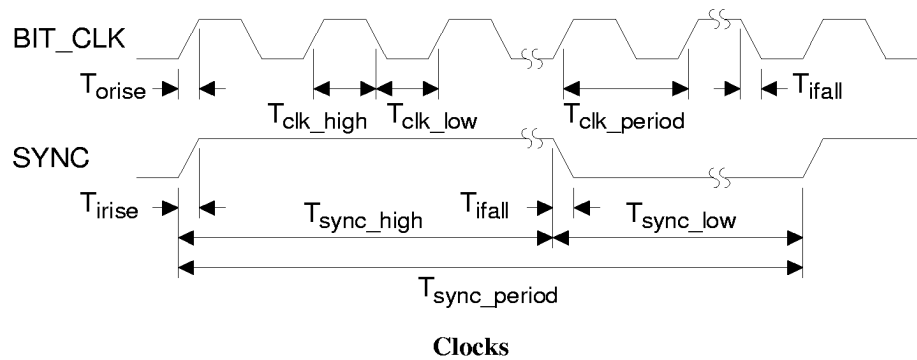 BIT_CLK
T_orise
T_clk_high
T_clk_low
T_clk_period
T_ifall
SYNC
T_irise
T_sync_high
T_ifall
T_sync_low
T_sync_period
Clocks